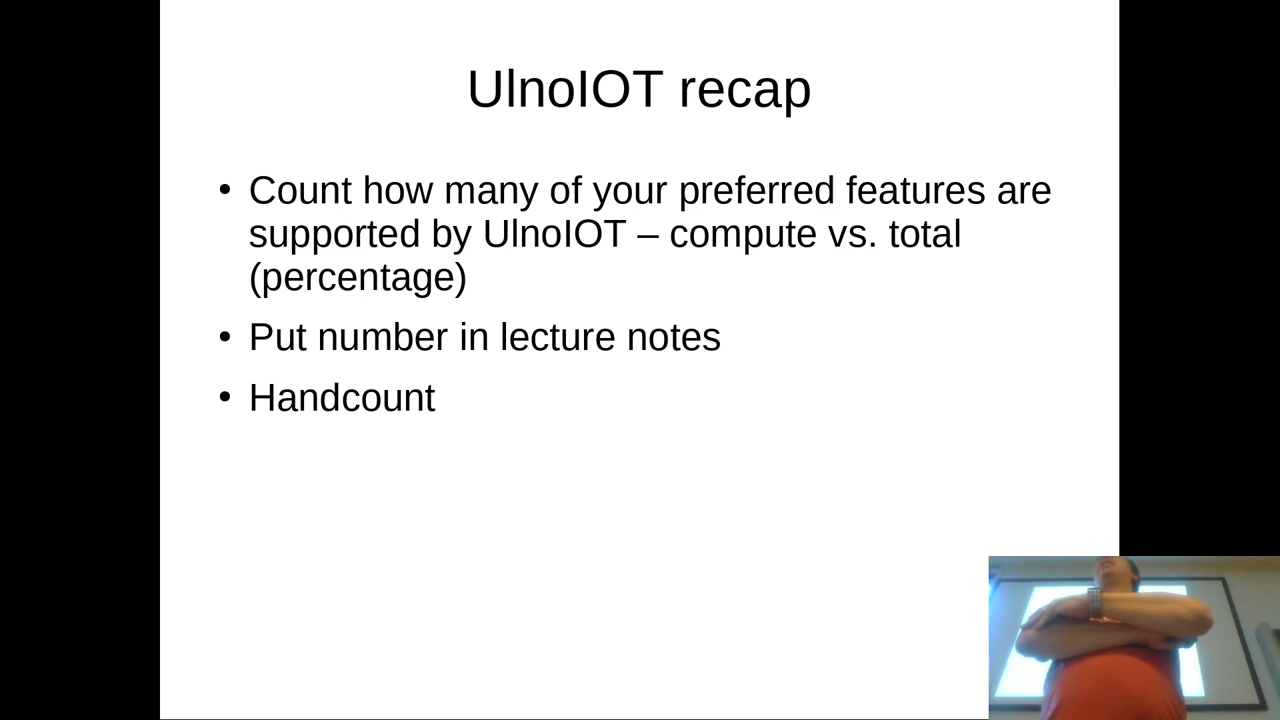 UlnoIOT recap
• Count how many of your preferred features are
supported by UlnoIOT – compute vs. total
(percentage)
• Put number in lecture notes
• Handcount